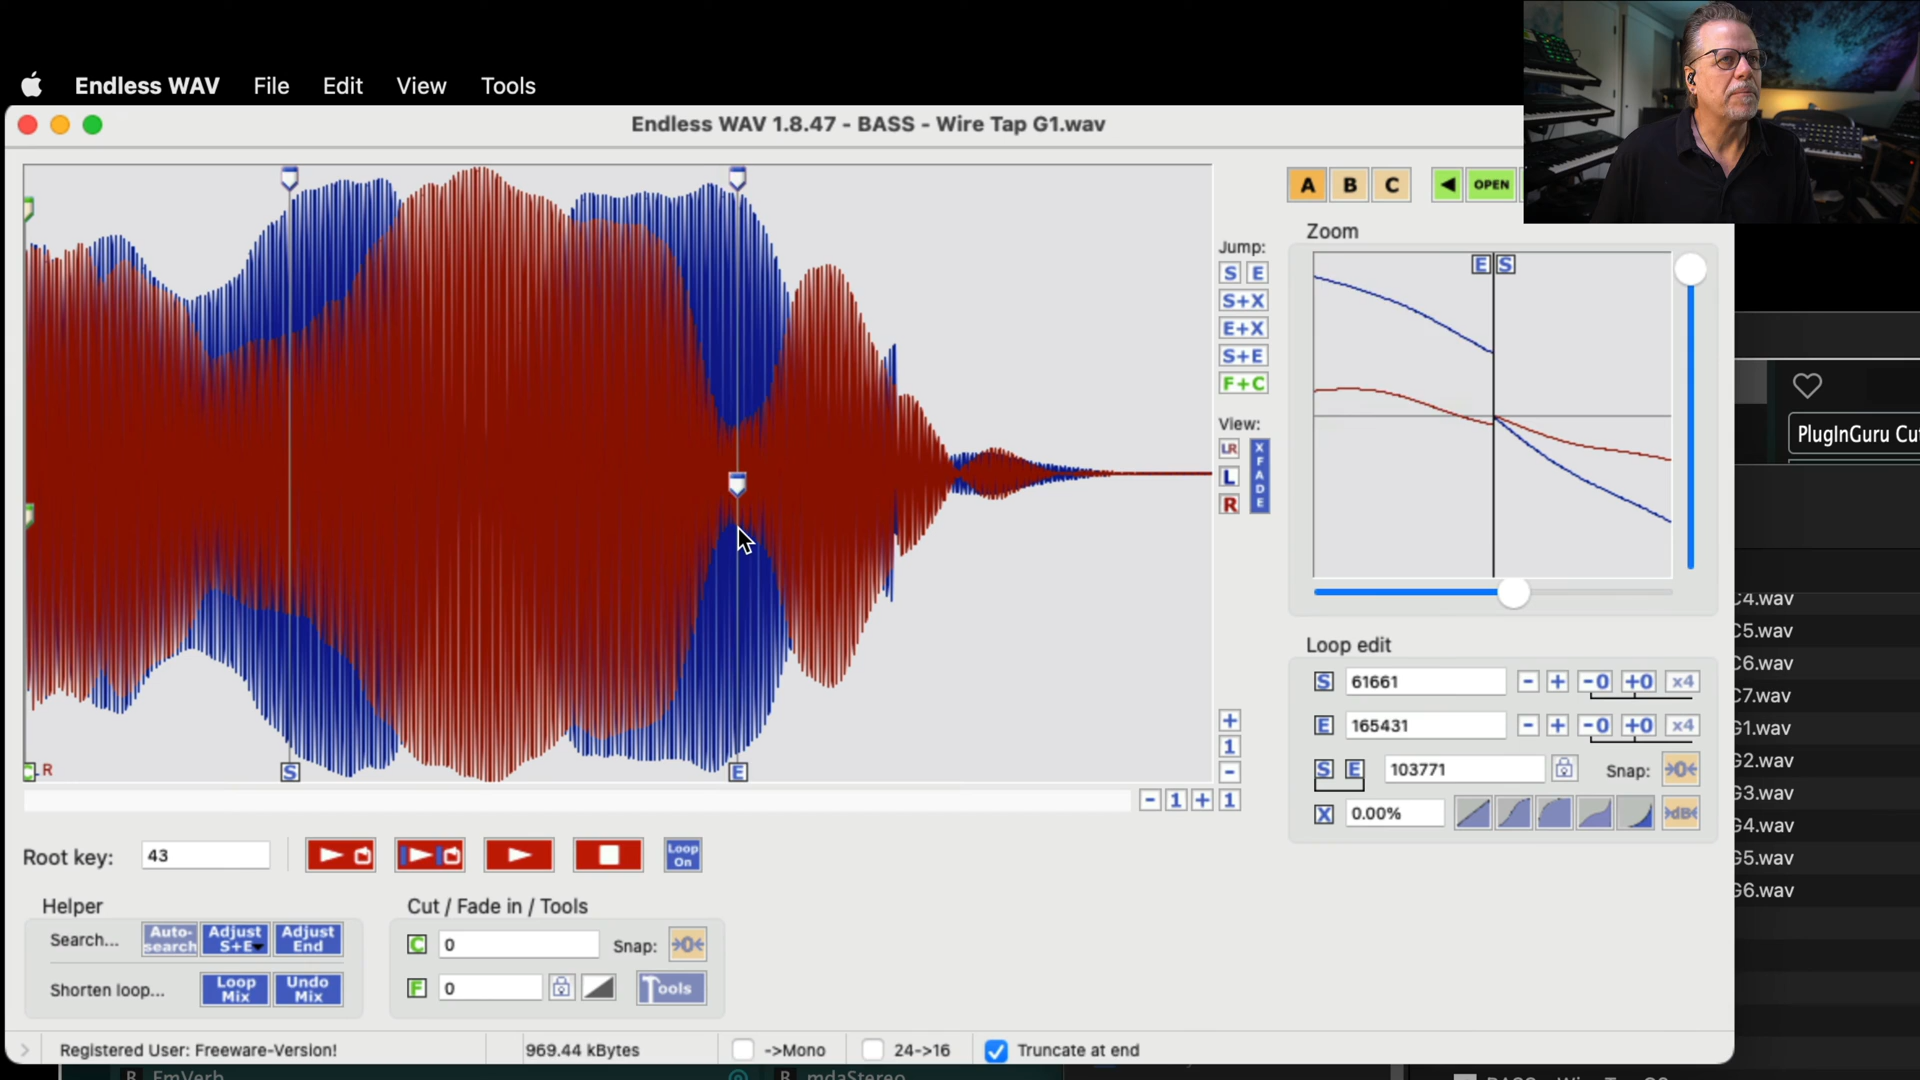 Endless WAV File Edit View Tools
Endless WAV 1.8.47 - BASS - Wire Tap G1.wav
A B C OPEN
Zoom
E S
Jump:
S E
S+X
E+X
S+E
F+C
View:
LR
L
R
XFADE
PlugInGuru
Loop edit
S 61661 - + -0 +0 x4
E 165431 - + -0 +0 x4
S E 103771 Snap: >0<
X 0.00% >dB<
C4.wav
C5.wav
C6.wav
C7.wav
G1.wav
G2.wav
G3.wav
G4.wav
G5.wav
G6.wav
C R
S
E
+
1
-
- 1 + 1
Root key: 43 Loop On
Helper
Search... Auto-search Adjust S+E Adjust End
Shorten loop... Loop Mix Undo Mix
Cut / Fade in / Tools
C 0 Snap: >0<
F 0 Tools
Registered User: Freeware-Version! 969.44 kBytes ->Mono 24->16 Truncate at end
R EmVerb R mdaStereo